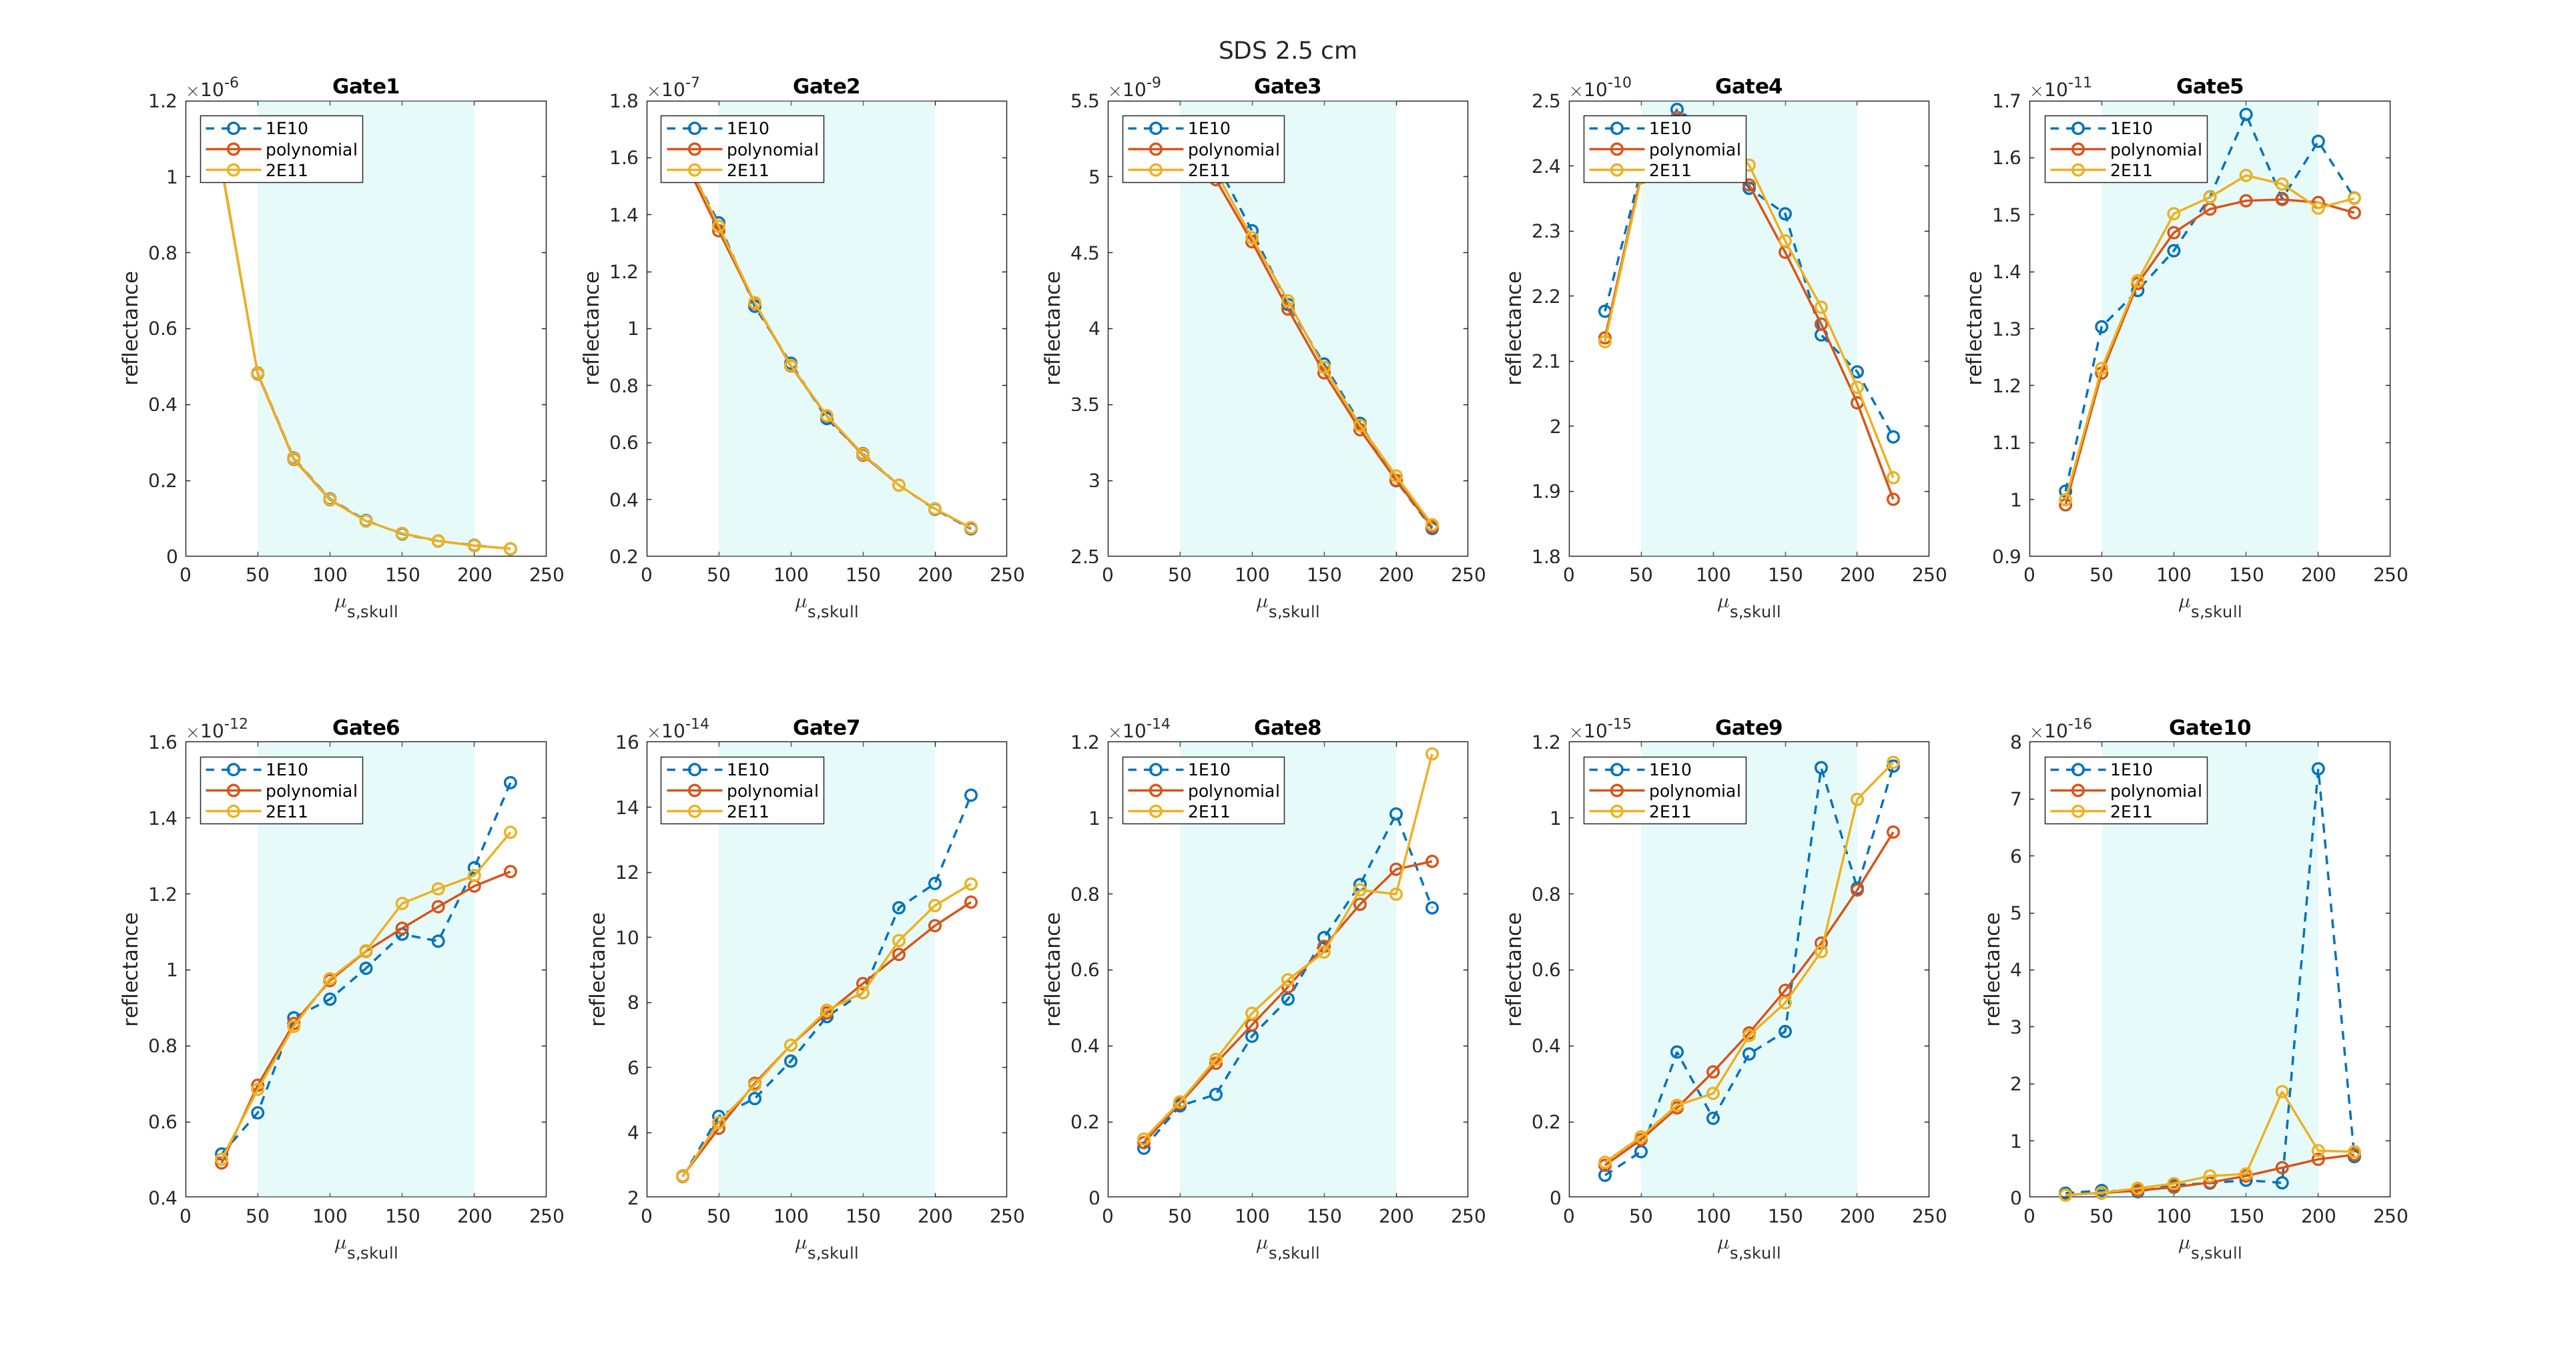 SDS 2.5 cm
Gate1
×10-6
1.2
1
0.8
0.6
0.4
0.2
0
reflectance
1E10
polynomial
2E11
0 50 100 150 200 250
μs,skull
Gate2
×10-7
1.8
1.6
1.4
1.2
1
0.8
0.6
0.4
0.2
reflectance
1E10
polynomial
2E11
0 50 100 150 200 250
μs,skull
Gate3
×10-9
5.5
5
4.5
4
3.5
3
2.5
reflectance
1E10
polynomial
2E11
0 50 100 150 200 250
μs,skull
Gate4
×10-10
2.5
2.4
2.3
2.2
2.1
2
1.9
1.8
reflectance
1E10
polynomial
2E11
0 50 100 150 200 250
μs,skull
Gate5
×10-11
1.7
1.6
1.5
1.4
1.3
1.2
1.1
1
0.9
reflectance
1E10
polynomial
2E11
0 50 100 150 200 250
μs,skull
Gate6
×10-12
1.6
1.4
1.2
1
0.8
0.6
0.4
reflectance
1E10
polynomial
2E11
0 50 100 150 200 250
μs,skull
Gate7
×10-14
16
14
12
10
8
6
4
2
reflectance
1E10
polynomial
2E11
0 50 100 150 200 250
μs,skull
Gate8
×10-14
1.2
1
0.8
0.6
0.4
0.2
0
reflectance
1E10
polynomial
2E11
0 50 100 150 200 250
μs,skull
Gate9
×10-15
1.2
1
0.8
0.6
0.4
0.2
0
reflectance
1E10
polynomial
2E11
0 50 100 150 200 250
μs,skull
Gate10
×10-16
8
7
6
5
4
3
2
1
0
reflectance
1E10
polynomial
2E11
0 50 100 150 200 250
μs,skull